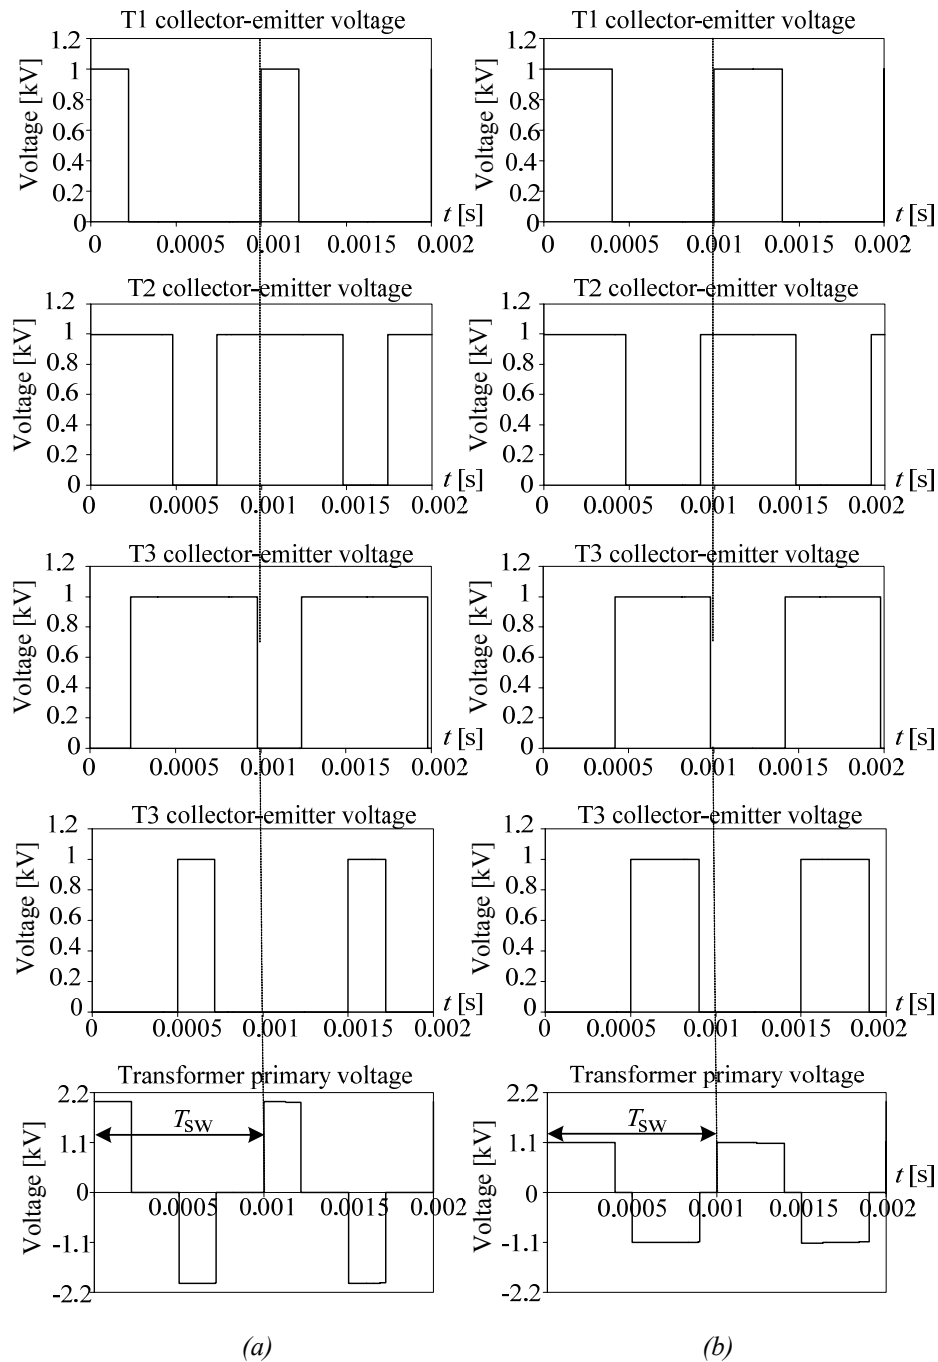 T1 collector-emitter voltage
Voltage [kV]
1.2
1
0.8
0.6
0.4
0.2
0
0 0.0005 0.001 0.0015 0.002
t [s]
T1 collector-emitter voltage
Voltage [kV]
1.2
1
0.8
0.6
0.4
0.2
0
0 0.0005 0.001 0.0015 0.002
t [s]
T2 collector-emitter voltage
Voltage [kV]
1.2
1
0.8
0.6
0.4
0.2
0
0 0.0005 0.001 0.0015 0.002
t [s]
T2 collector-emitter voltage
Voltage [kV]
1.2
1
0.8
0.6
0.4
0.2
0
0 0.0005 0.001 0.0015 0.002
t [s]
T3 collector-emitter voltage
Voltage [kV]
1.2
1
0.8
0.6
0.4
0.2
0
0 0.0005 0.001 0.0015 0.002
t [s]
T3 collector-emitter voltage
Voltage [kV]
1.2
1
0.8
0.6
0.4
0.2
0
0 0.0005 0.001 0.0015 0.002
t [s]
T3 collector-emitter voltage
Voltage [kV]
1.2
1
0.8
0.6
0.4
0.2
0
0 0.0005 0.001 0.0015 0.002
t [s]
T3 collector-emitter voltage
Voltage [kV]
1.2
1
0.8
0.6
0.4
0.2
0
0 0.0005 0.001 0.0015 0.002
t [s]
Transformer primary voltage
Voltage [kV]
2.2
1.1
0
-1.1
-2.2
TSW
0.0005 0.001 0.0015 0.002
t [s]
Transformer primary voltage
Voltage [kV]
2.2
1.1
0
-1.1
-2.2
TSW
0.0005 0.001 0.0015 0.002
t [s]
(a)
(b)